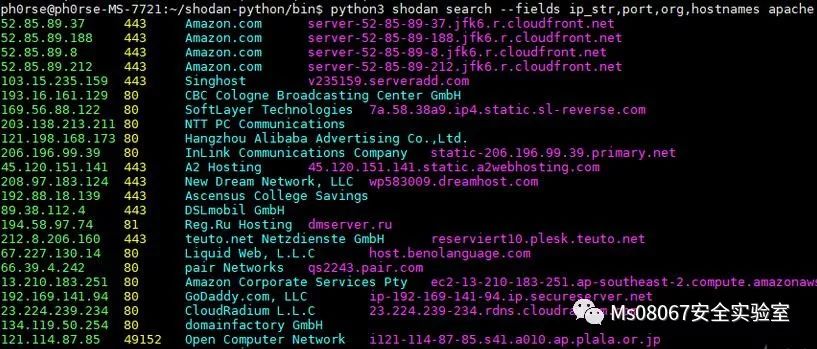 ph0rse@ph0rse-MS-7721:~/shodan-python/bin$ python3 shodan search --fields ip_str,port,org,hostnames apache
52.85.89.37 443 Amazon.com server-52-85-89-37.jfk6.r.cloudfront.net
52.85.89.188 443 Amazon.com server-52-85-89-188.jfk6.r.cloudfront.net
52.85.89.8 443 Amazon.com server-52-85-89-8.jfk6.r.cloudfront.net
52.85.89.212 443 Amazon.com server-52-85-89-212.jfk6.r.cloudfront.net
103.15.235.159 443 Singhost v235159.serveradd.com
193.16.161.129 80 CBC Cologne Broadcasting Center GmbH
169.56.88.122 80 SoftLayer Technologies 7a.58.38a9.ip4.static.sl-reverse.com
203.138.213.211 80 NTT PC Communications
121.198.168.173 80 Hangzhou Alibaba Advertising Co.,Ltd.
206.196.99.39 80 InLink Communications Company static-206.196.99.39.primary.net
45.120.151.141 443 A2 Hosting 45.120.151.141.static.a2webhosting.com
208.97.183.124 443 New Dream Network, LLC wp583009.dreamhost.com
192.88.18.139 443 Ascensus College Savings
89.38.112.4 443 DSLmobil GmbH
194.58.97.74 81 Reg.Ru Hosting dmserver.ru
212.8.206.160 443 teuto.net Netzdienste GmbH reserviert10.plesk.teuto.net
67.227.130.14 80 Liquid Web, L.L.C host.benolanguage.com
66.39.4.242 80 pair Networks qs2243.pair.com
13.210.183.251 80 Amazon Corporate Services Pty ec2-13-210-183-251.ap-southeast-2.compute.amazonaws
192.169.141.94 80 GoDaddy.com, LLC ip-192-169-141-94.ip.secureserver.net
23.224.239.234 80 CloudRadium L.L.C 23.224.239-234.rdns.cloudradium.com
134.119.50.254 80 domainfactory GmbH
121.114.87.85 49152 Open Computer Network i121-114-87-85.s41.a010.ap.plala.or.jp
Ms08067安全实验室